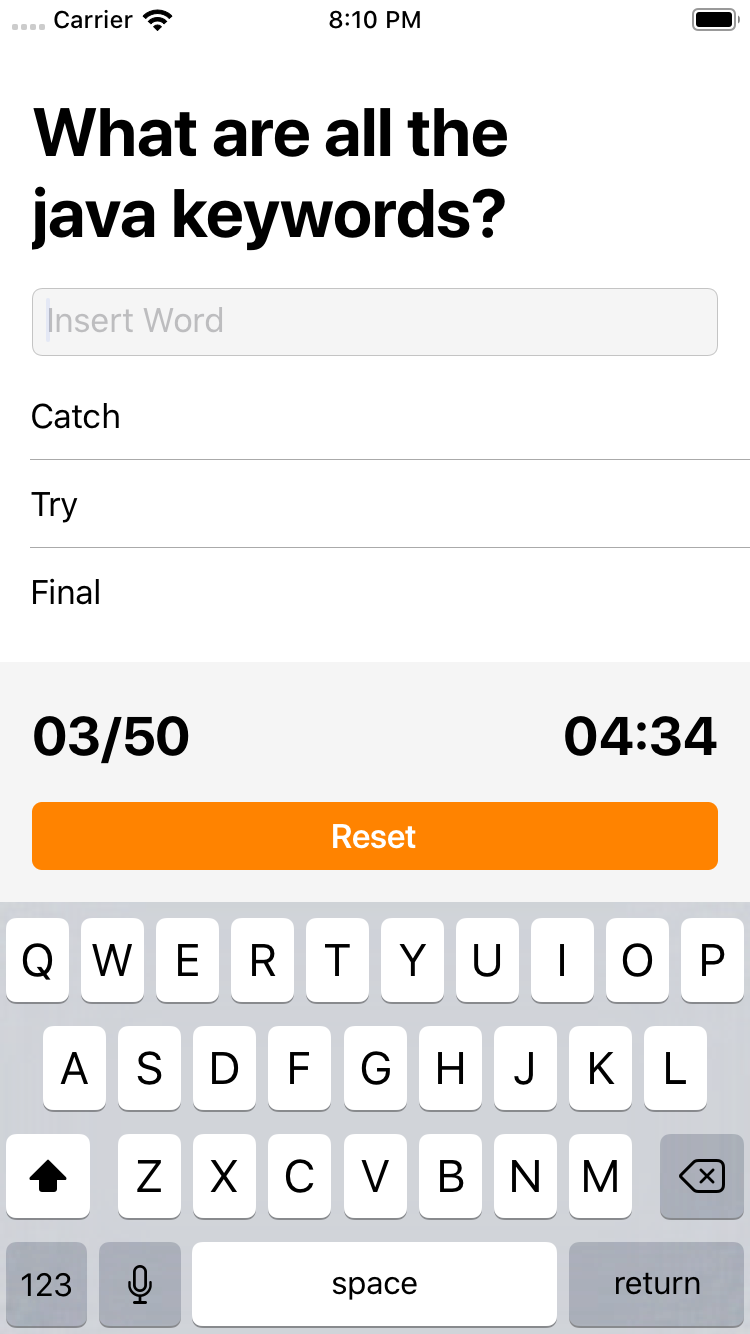 Carrier 8:10 PM
What are all the
java keywords?
Insert Word
Catch
Try
Final
03/50 04:34
Reset
Q W E R T Y U I O P
A S D F G H J K L
Z X C V B N M
123 space return